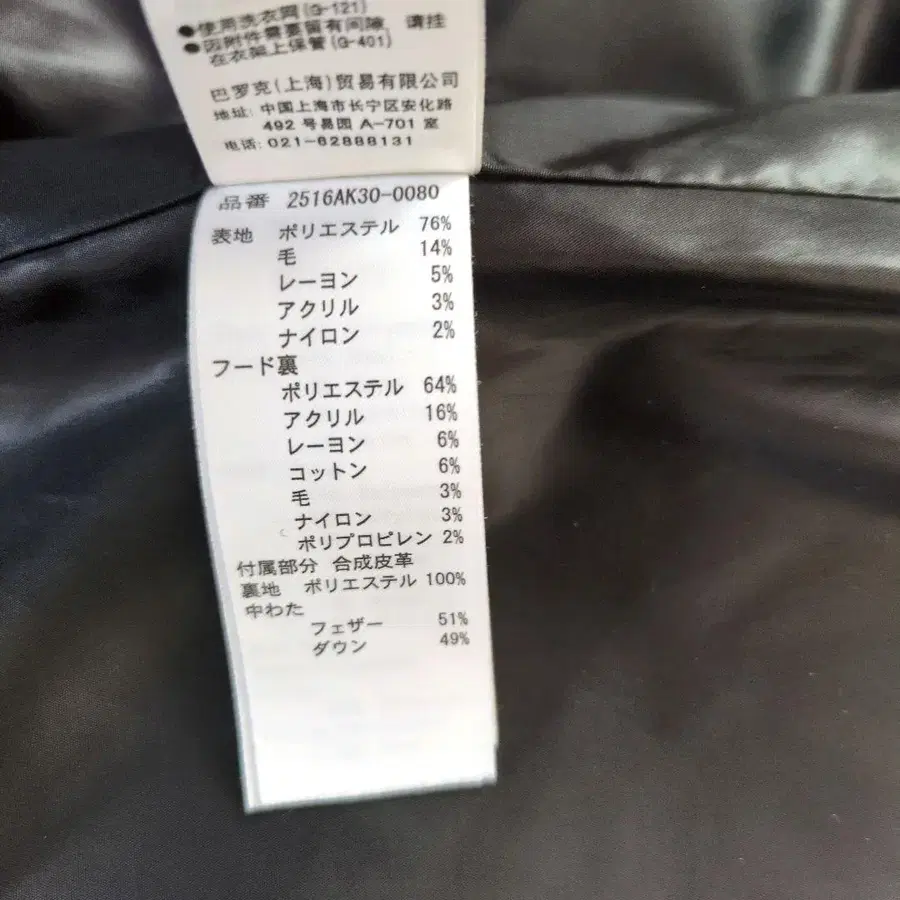 ●使用洗衣网(G-121)
●因附件需要留有间隙, 请挂
在衣架上保管(G-401)
巴罗克(上海)贸易有限公司
地址: 中国上海市长宁区安化路
492 号易园 A-701 室
电话: 021-62888131
品番 2516AK30-0080
表地 ポリエステル 76%
毛 14%
レーヨン 5%
アクリル 3%
ナイロン 2%
フード裏
ポリエステル 64%
アクリル 16%
レーヨン 6%
コットン 6%
毛 3%
ナイロン 3%
ポリプロピレン 2%
付属部分 合成皮革
裏地 ポリエステル 100%
中わた
フェザー 51%
ダウン 49%